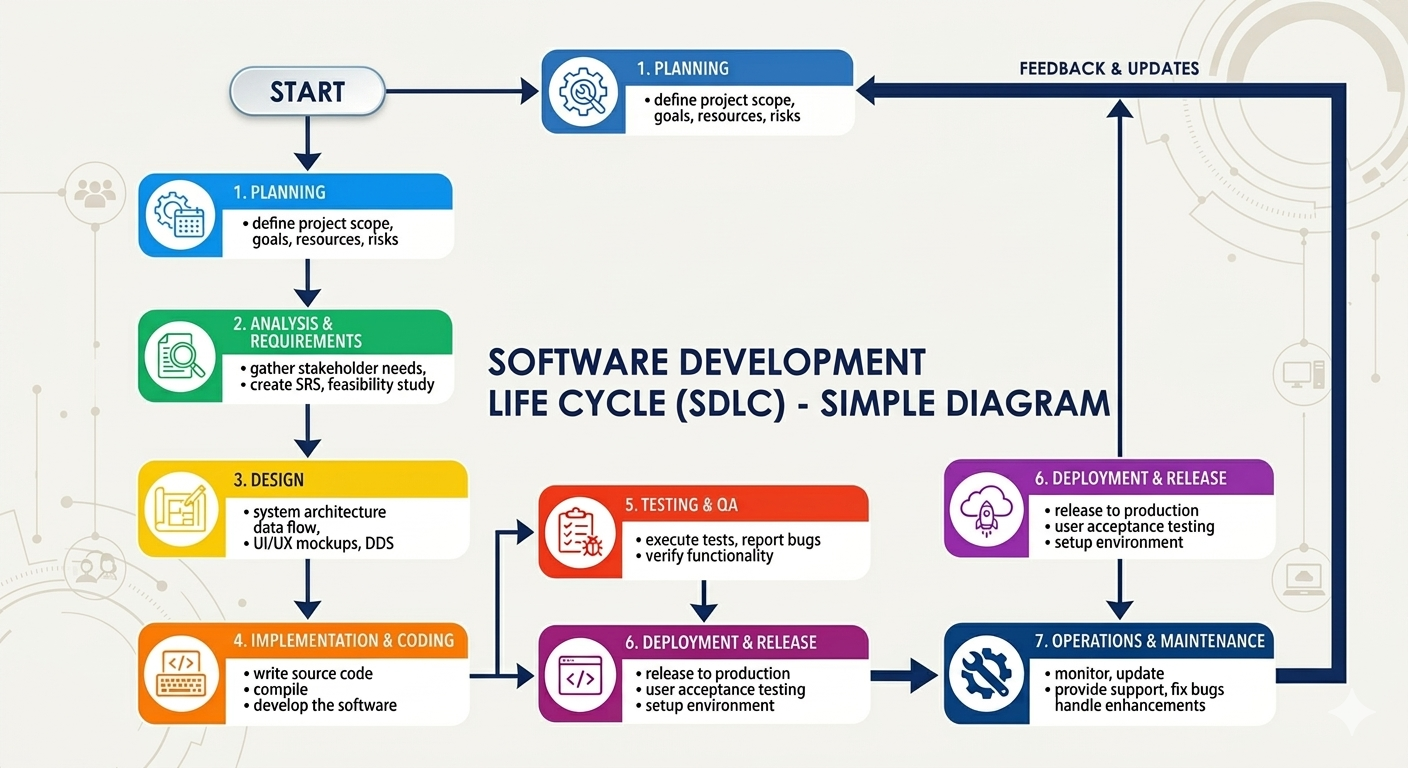 START
1. PLANNING
• define project scope,
goals, resources, risks
FEEDBACK & UPDATES
1. PLANNING
• define project scope,
goals, resources, risks
2. ANALYSIS &
REQUIREMENTS
• gather stakeholder needs,
• create SRS, feasibility study
SOFTWARE DEVELOPMENT
LIFE CYCLE (SDLC) - SIMPLE DIAGRAM
3. DESIGN
• system architecture
data flow,
• UI/UX mockups, DDS
5. TESTING & QA
• execute tests, report bugs
• verify functionality
6. DEPLOYMENT & RELEASE
• release to production
• user acceptance testing
• setup environment
4. IMPLEMENTATION & CODING
• write source code
• compile
• develop the software
6. DEPLOYMENT & RELEASE
• release to production
• user acceptance testing
• setup environment
7. OPERATIONS & MAINTENANCE
• monitor, update
• provide support, fix bugs
handle enhancements